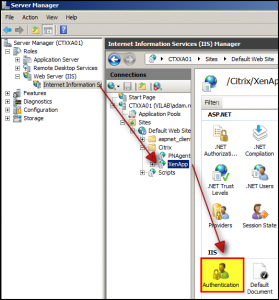 Server Manager
File Action View Help
Server Manager (CTXXA01)
Roles
Application Server
Remote Desktop Services
Web Server (IIS)
Internet Information S
Features
Diagnostics
Configuration
Storage
Internet Information Services (IIS) Manager
CTXXA01 Sites Default Web Site
Connections
Start Page
CTXXA01 (VILAB\adam.
Application Pools
Sites
Default Web Site
aspnet_clien
Citrix
PNAgent
XenApp
Scripts
/Citrix/XenApp
Filter:
ASP.NET
.NET Authorizati...
.NET
.NET Trust Levels
.NET Users
Providers
Session State
IIS
Authentication
Default Document